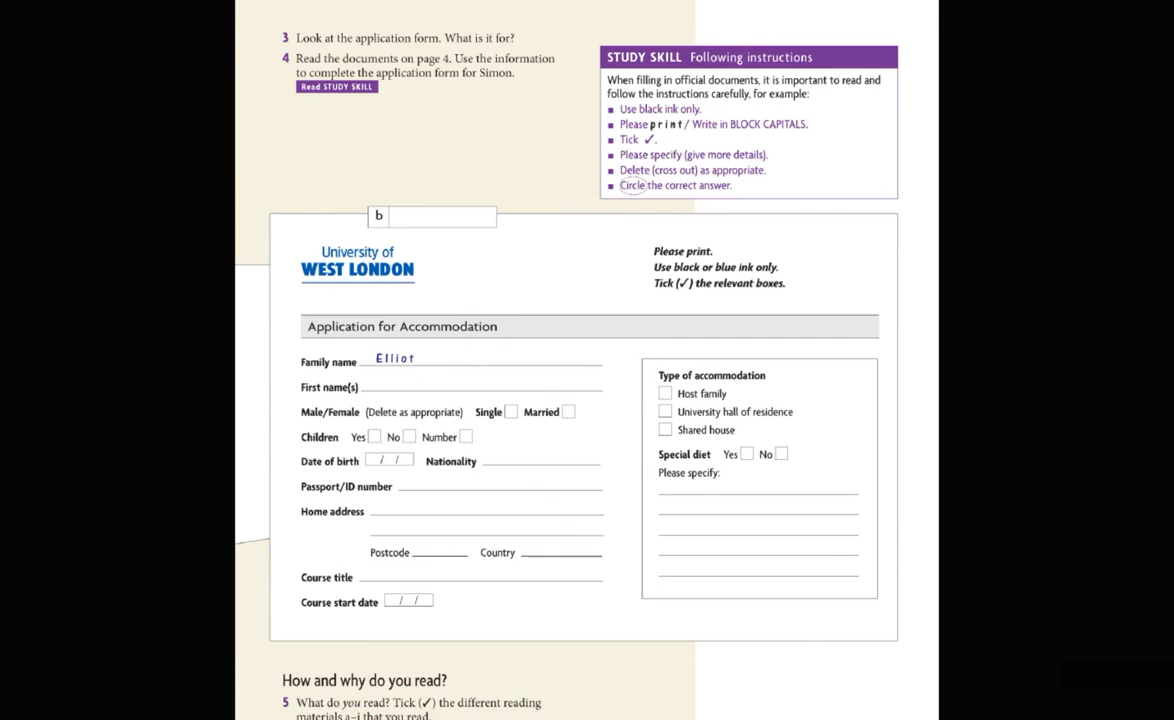 3 Look at the application form. What is it for?
4 Read the documents on page 4. Use the information
to complete the application form for Simon.
Read STUDY SKILL
STUDY SKILL Following instructions
When filling in official documents, it is important to read and
follow the instructions carefully, for example:
■ Use black ink only.
■ Please print / Write in BLOCK CAPITALS.
■ Tick ✓.
■ Please specify (give more details).
■ Delete (cross out) as appropriate.
■ Circle the correct answer.
b
University of
WEST LONDON
Please print.
Use black or blue ink only.
Tick (✓) the relevant boxes.
Application for Accommodation
Family name Elliot
First name(s)
Male/Female (Delete as appropriate) Single Married
Children Yes No Number
Date of birth / / Nationality
Passport/ID number
Home address
Postcode Country
Course title
Course start date / /
Type of accommodation
Host family
University hall of residence
Shared house
Special diet Yes No
Please specify:
How and why do you read?
5 What do you read? Tick (✓) the different reading
materials a–i that you read.